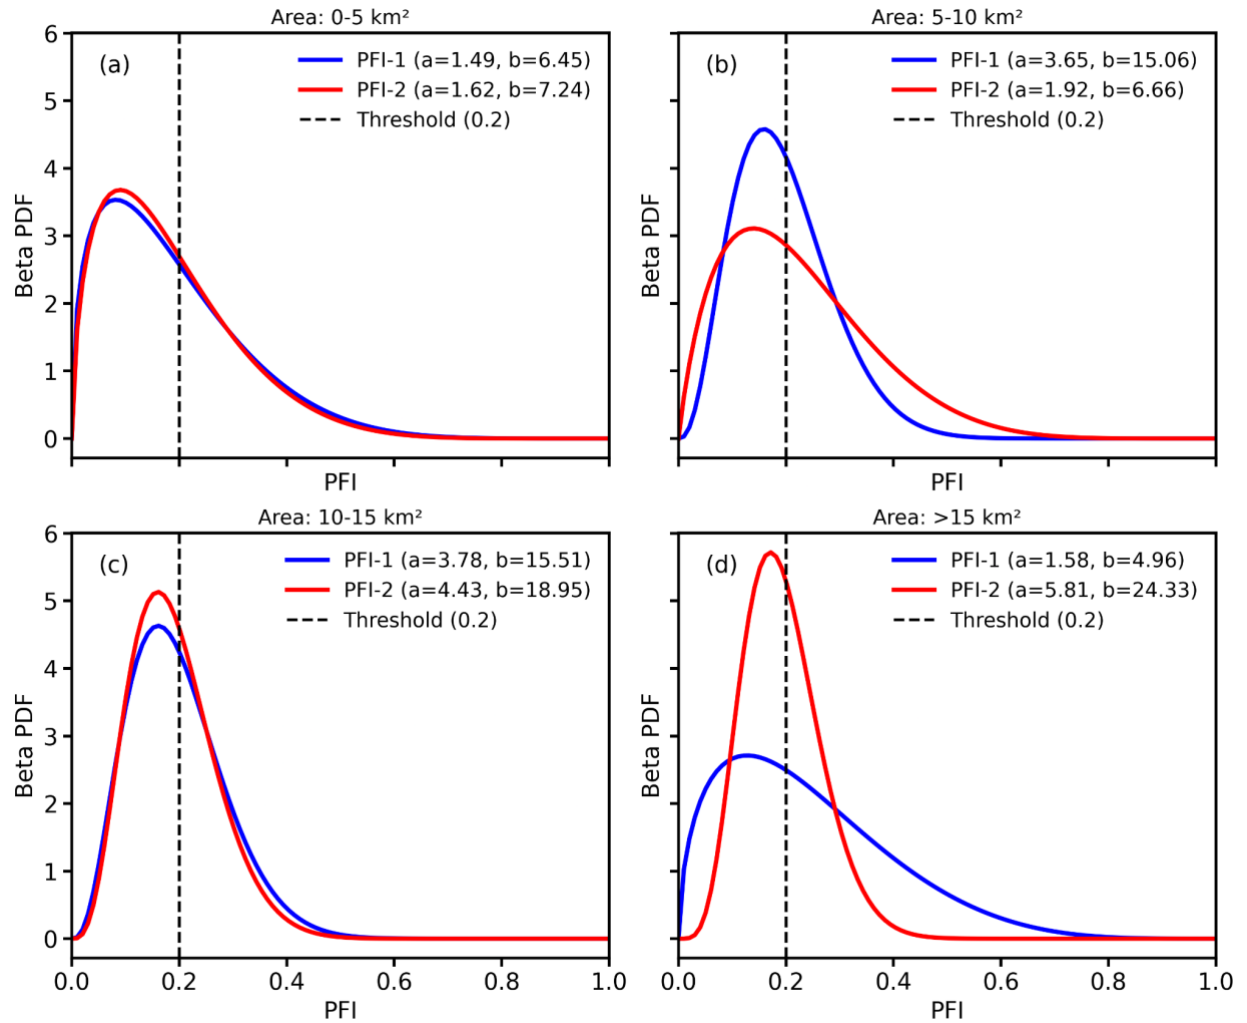 Area: 0-5 km²
(a)
PFI-1 (a=1.49, b=6.45)
PFI-2 (a=1.62, b=7.24)
Threshold (0.2)
6
5
4
3
2
1
0
Beta PDF
PFI
Area: 5-10 km²
(b)
PFI-1 (a=3.65, b=15.06)
PFI-2 (a=1.92, b=6.66)
Threshold (0.2)
Beta PDF
PFI
Area: 10-15 km²
(c)
PFI-1 (a=3.78, b=15.51)
PFI-2 (a=4.43, b=18.95)
Threshold (0.2)
6
5
4
3
2
1
0
Beta PDF
0.0 0.2 0.4 0.6 0.8 1.0
PFI
Area: >15 km²
(d)
PFI-1 (a=1.58, b=4.96)
PFI-2 (a=5.81, b=24.33)
Threshold (0.2)
Beta PDF
0.0 0.2 0.4 0.6 0.8 1.0
PFI